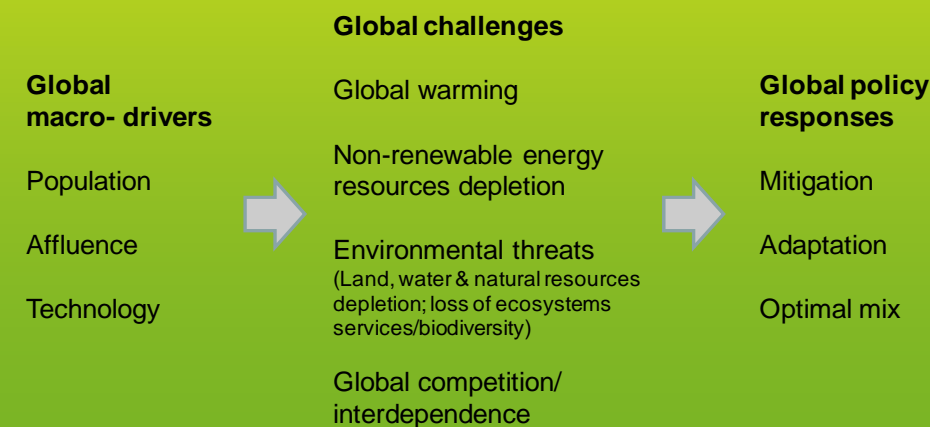 Global challenges
Global
macro- drivers
Population
Affluence
Technology
Global warming
Non-renewable energy
resources depletion
Environmental threats
(Land, water & natural resources
depletion; loss of ecosystems
services/biodiversity)
Global competition/
interdependence
Global policy
responses
Mitigation
Adaptation
Optimal mix